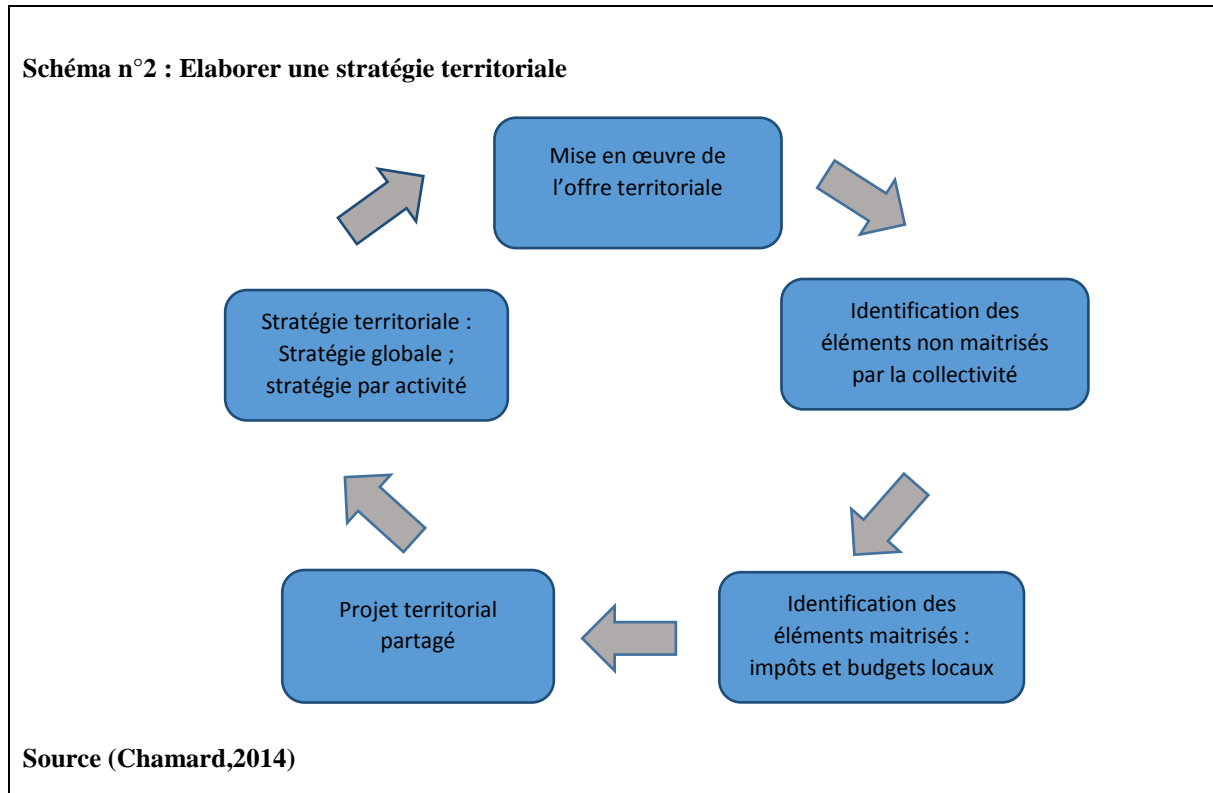 Schéma n°2 : Elaborer une stratégie territoriale
Mise en œuvre de
l’offre territoriale
Identification des
éléments non maitrisés
par la collectivité
Identification des
éléments maitrisés :
impôts et budgets locaux
Projet territorial
partagé
Stratégie territoriale :
Stratégie globale ;
stratégie par activité
Source (Chamard,2014)